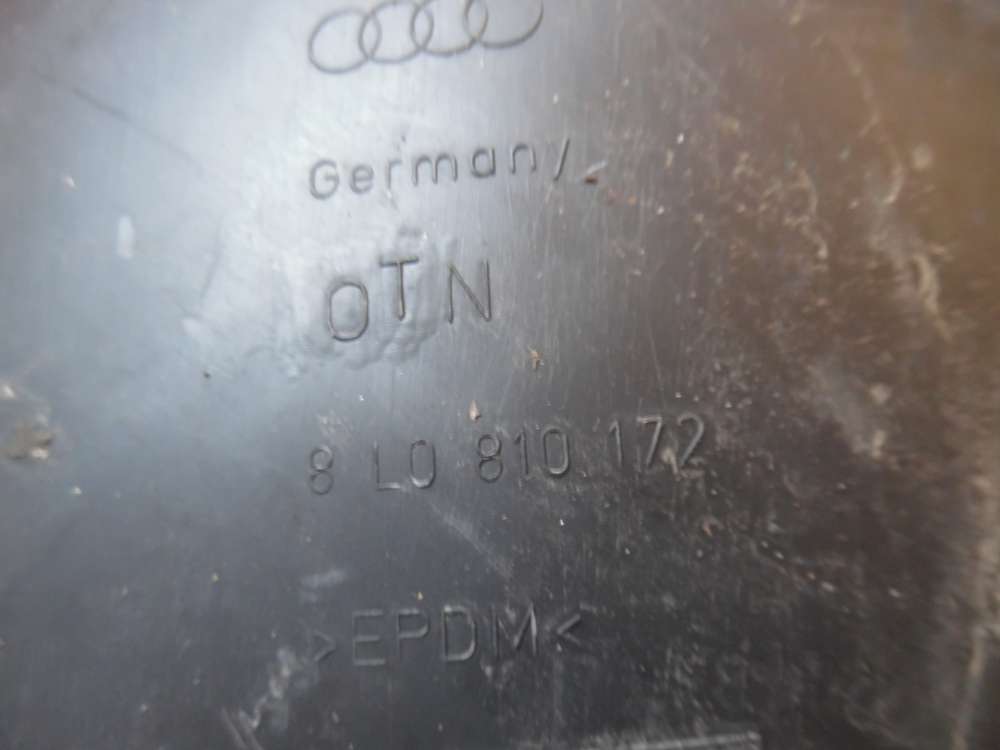 Germany
OTN
8 L0 810 172
>EPDM<